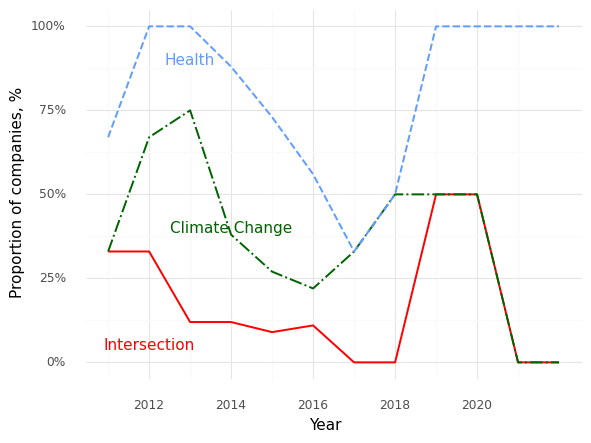 100%
Health
75%
50%
Climate Change
25%
Intersection
0%
Proportion of companies, %
2012 2014 2016 2018 2020
Year